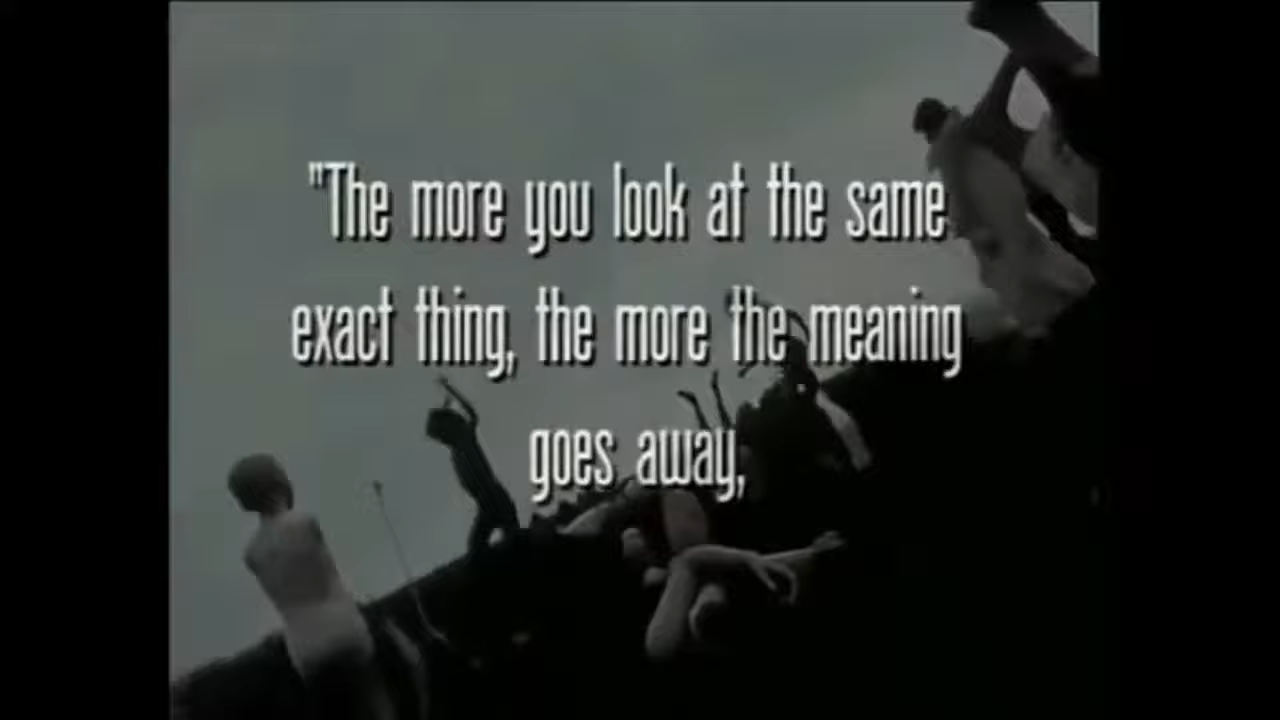 "The more you look at the same
exact thing, the more the meaning
goes away,